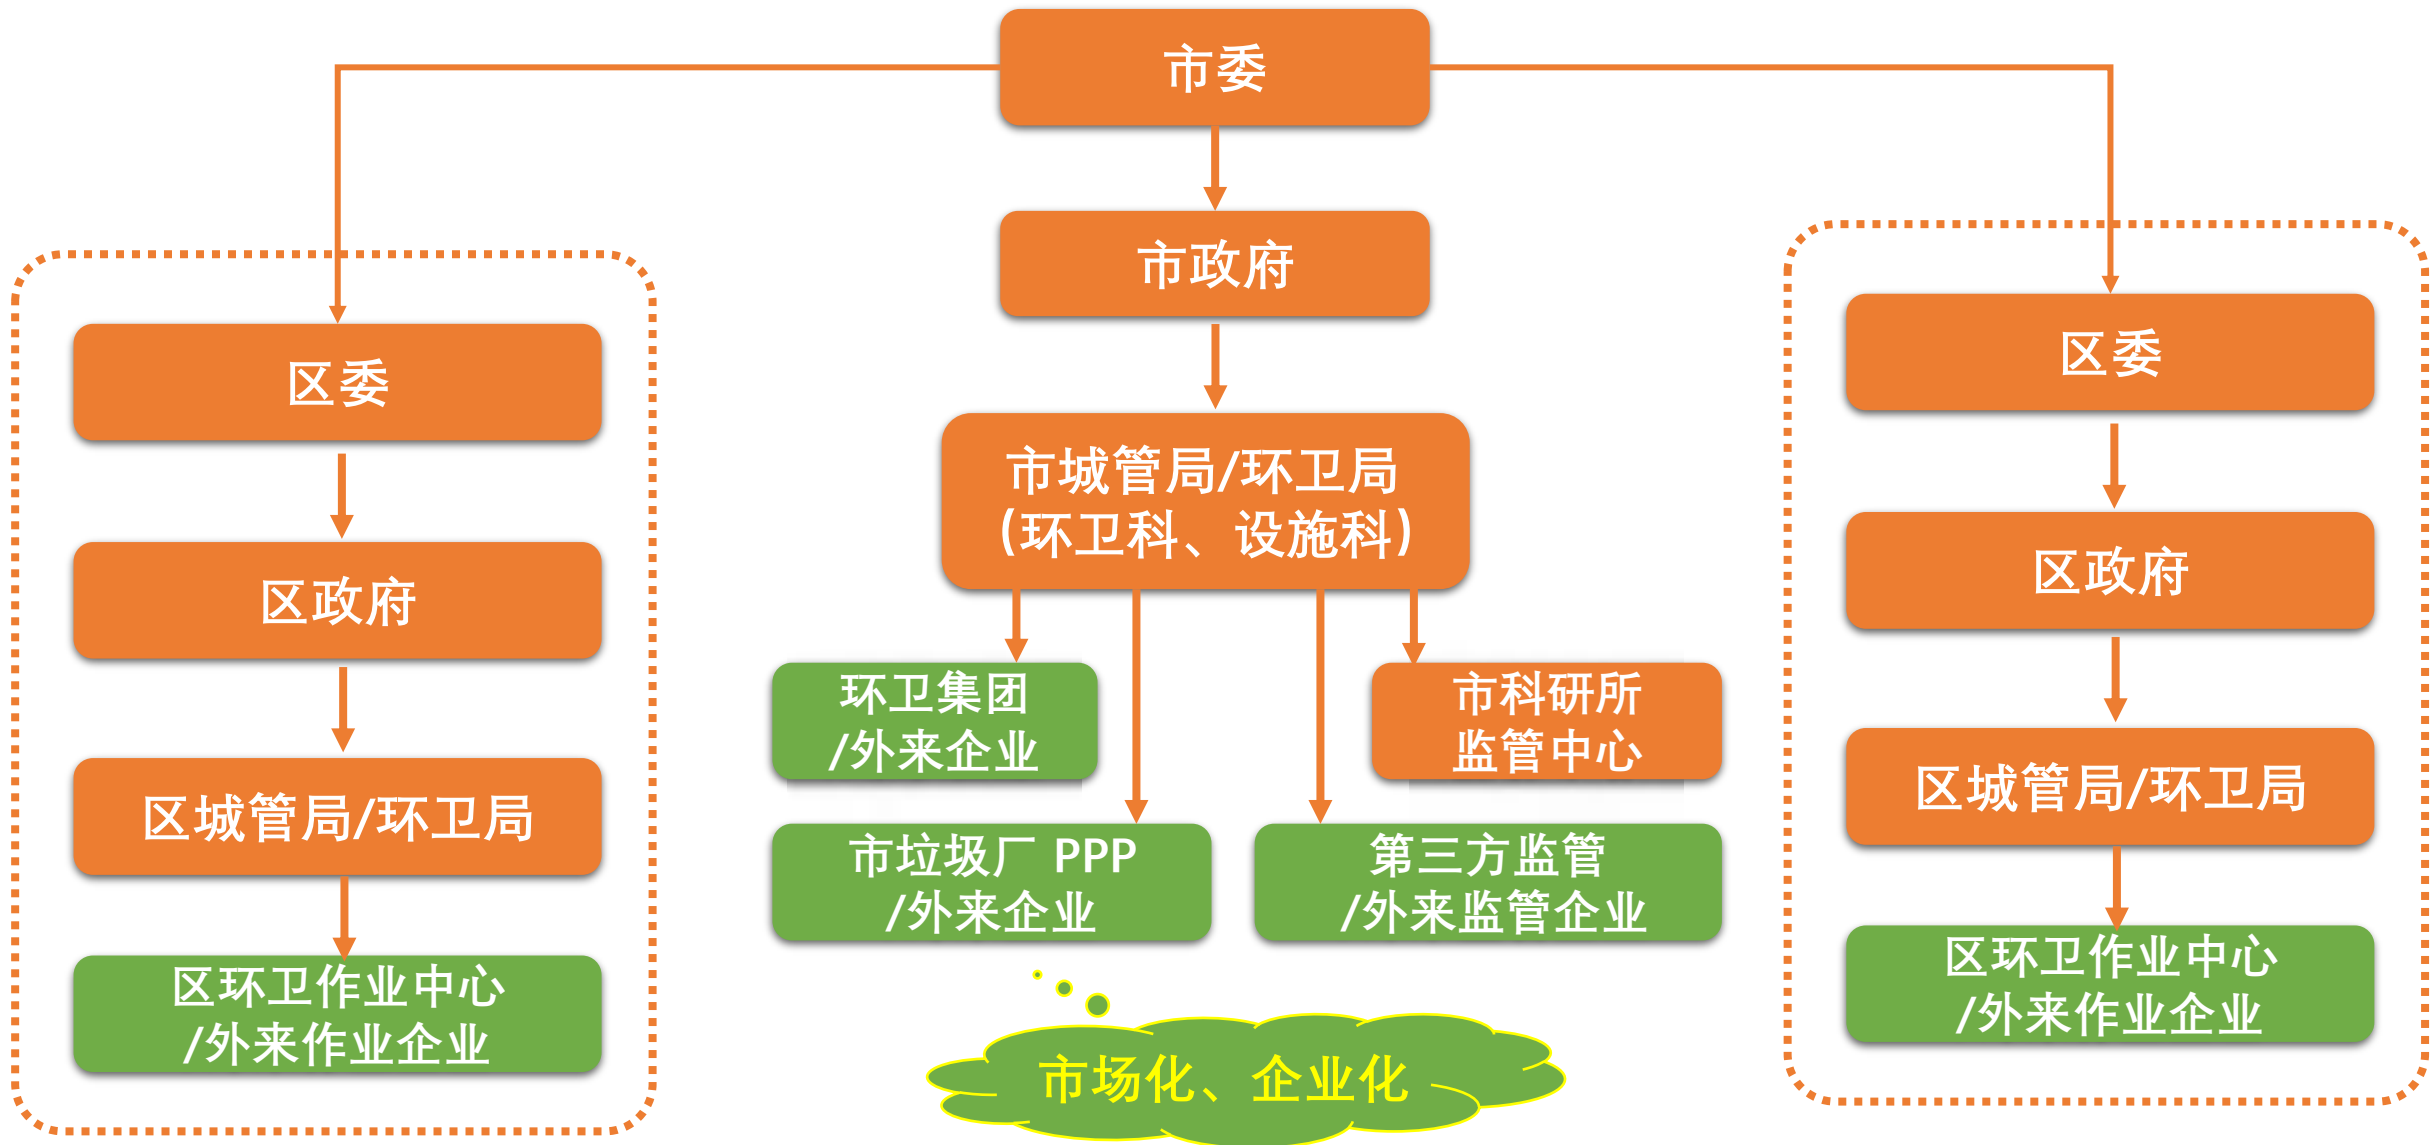 市委
市政府
市城管局/环卫局
(环卫科、设施科)
环卫集团
/外来企业
市科研所
监管中心
市垃圾厂 PPP
/外来企业
第三方监管
/外来监管企业
市场化、企业化
区委
区政府
区城管局/环卫局
区环卫作业中心
/外来作业企业
区委
区政府
区城管局/环卫局
区环卫作业中心
/外来作业企业